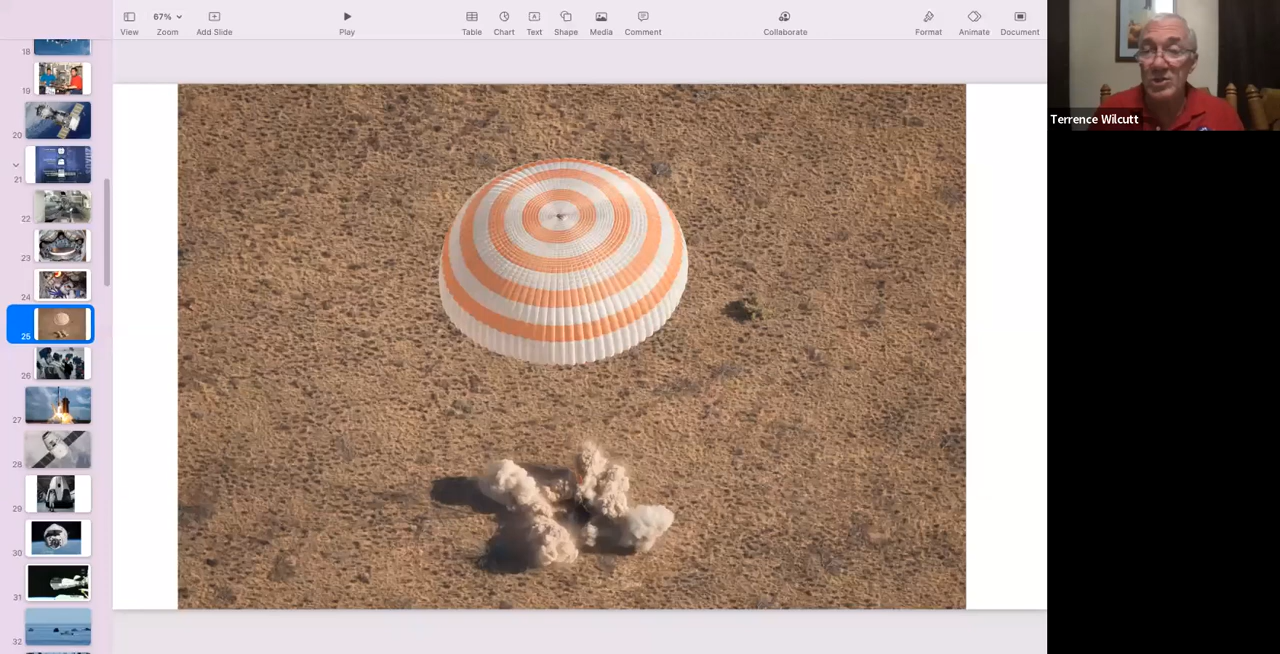 67%
View
Zoom
Add Slide
Play
Table
Chart
Text
Shape
Media
Comment
Collaborate
Format
Animate
Document
18
19
20
21
22
23
24
25
26
27
28
29
30
31
32
Terrence Wilcutt